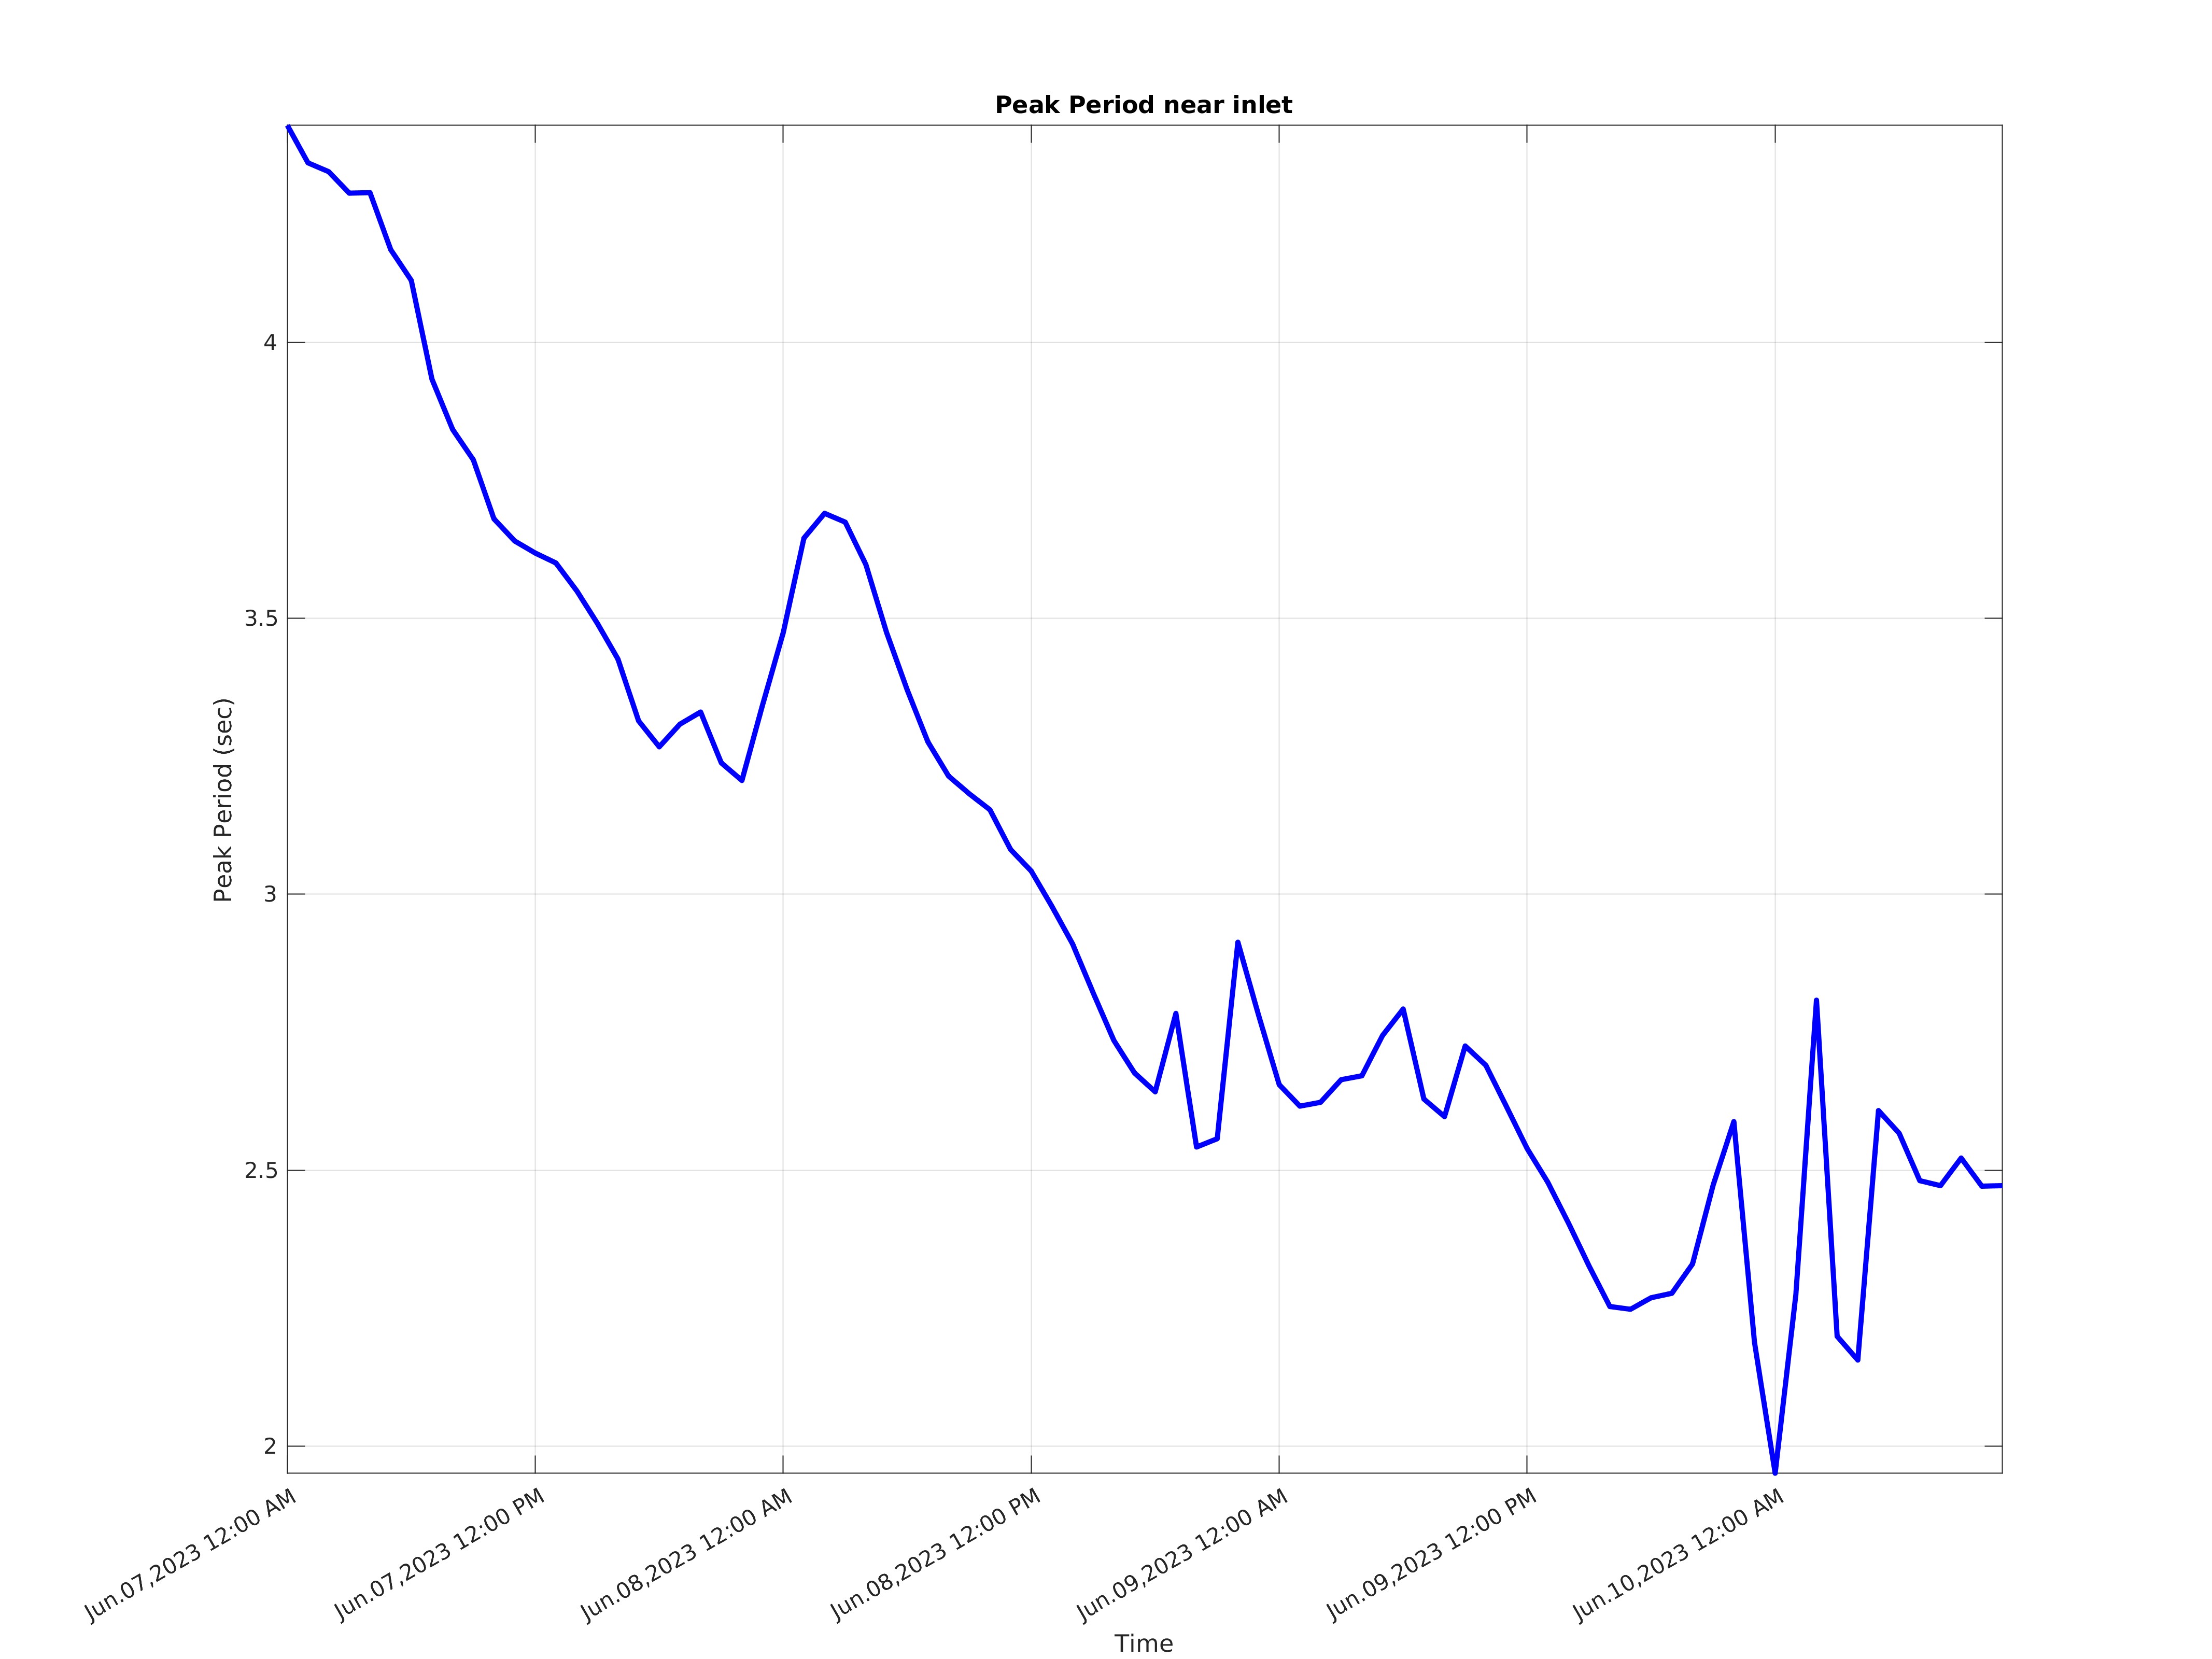 Peak Period near inlet
Peak Period (sec)
4
3.5
3
2.5
2
Jun.07,2023 12:00 AM
Jun.07,2023 12:00 PM
Jun.08,2023 12:00 AM
Jun.08,2023 12:00 PM
Jun.09,2023 12:00 AM
Jun.09,2023 12:00 PM
Jun.10,2023 12:00 AM
Time